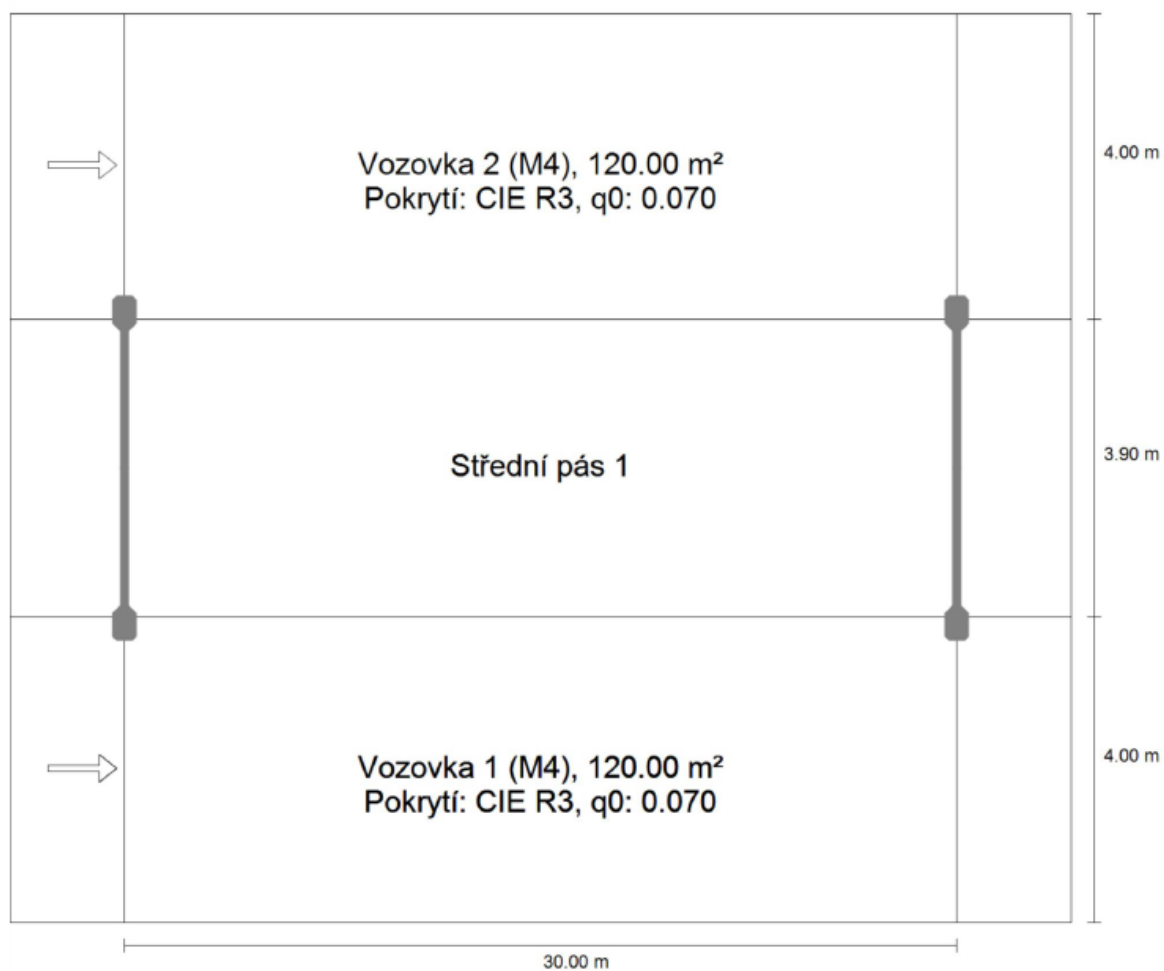 Vozovka 2 (M4), 120.00 m²
Pokrytí: CIE R3, q0: 0.070
4.00 m
Střední pás 1
3.90 m
Vozovka 1 (M4), 120.00 m²
Pokrytí: CIE R3, q0: 0.070
4.00 m
30.00 m